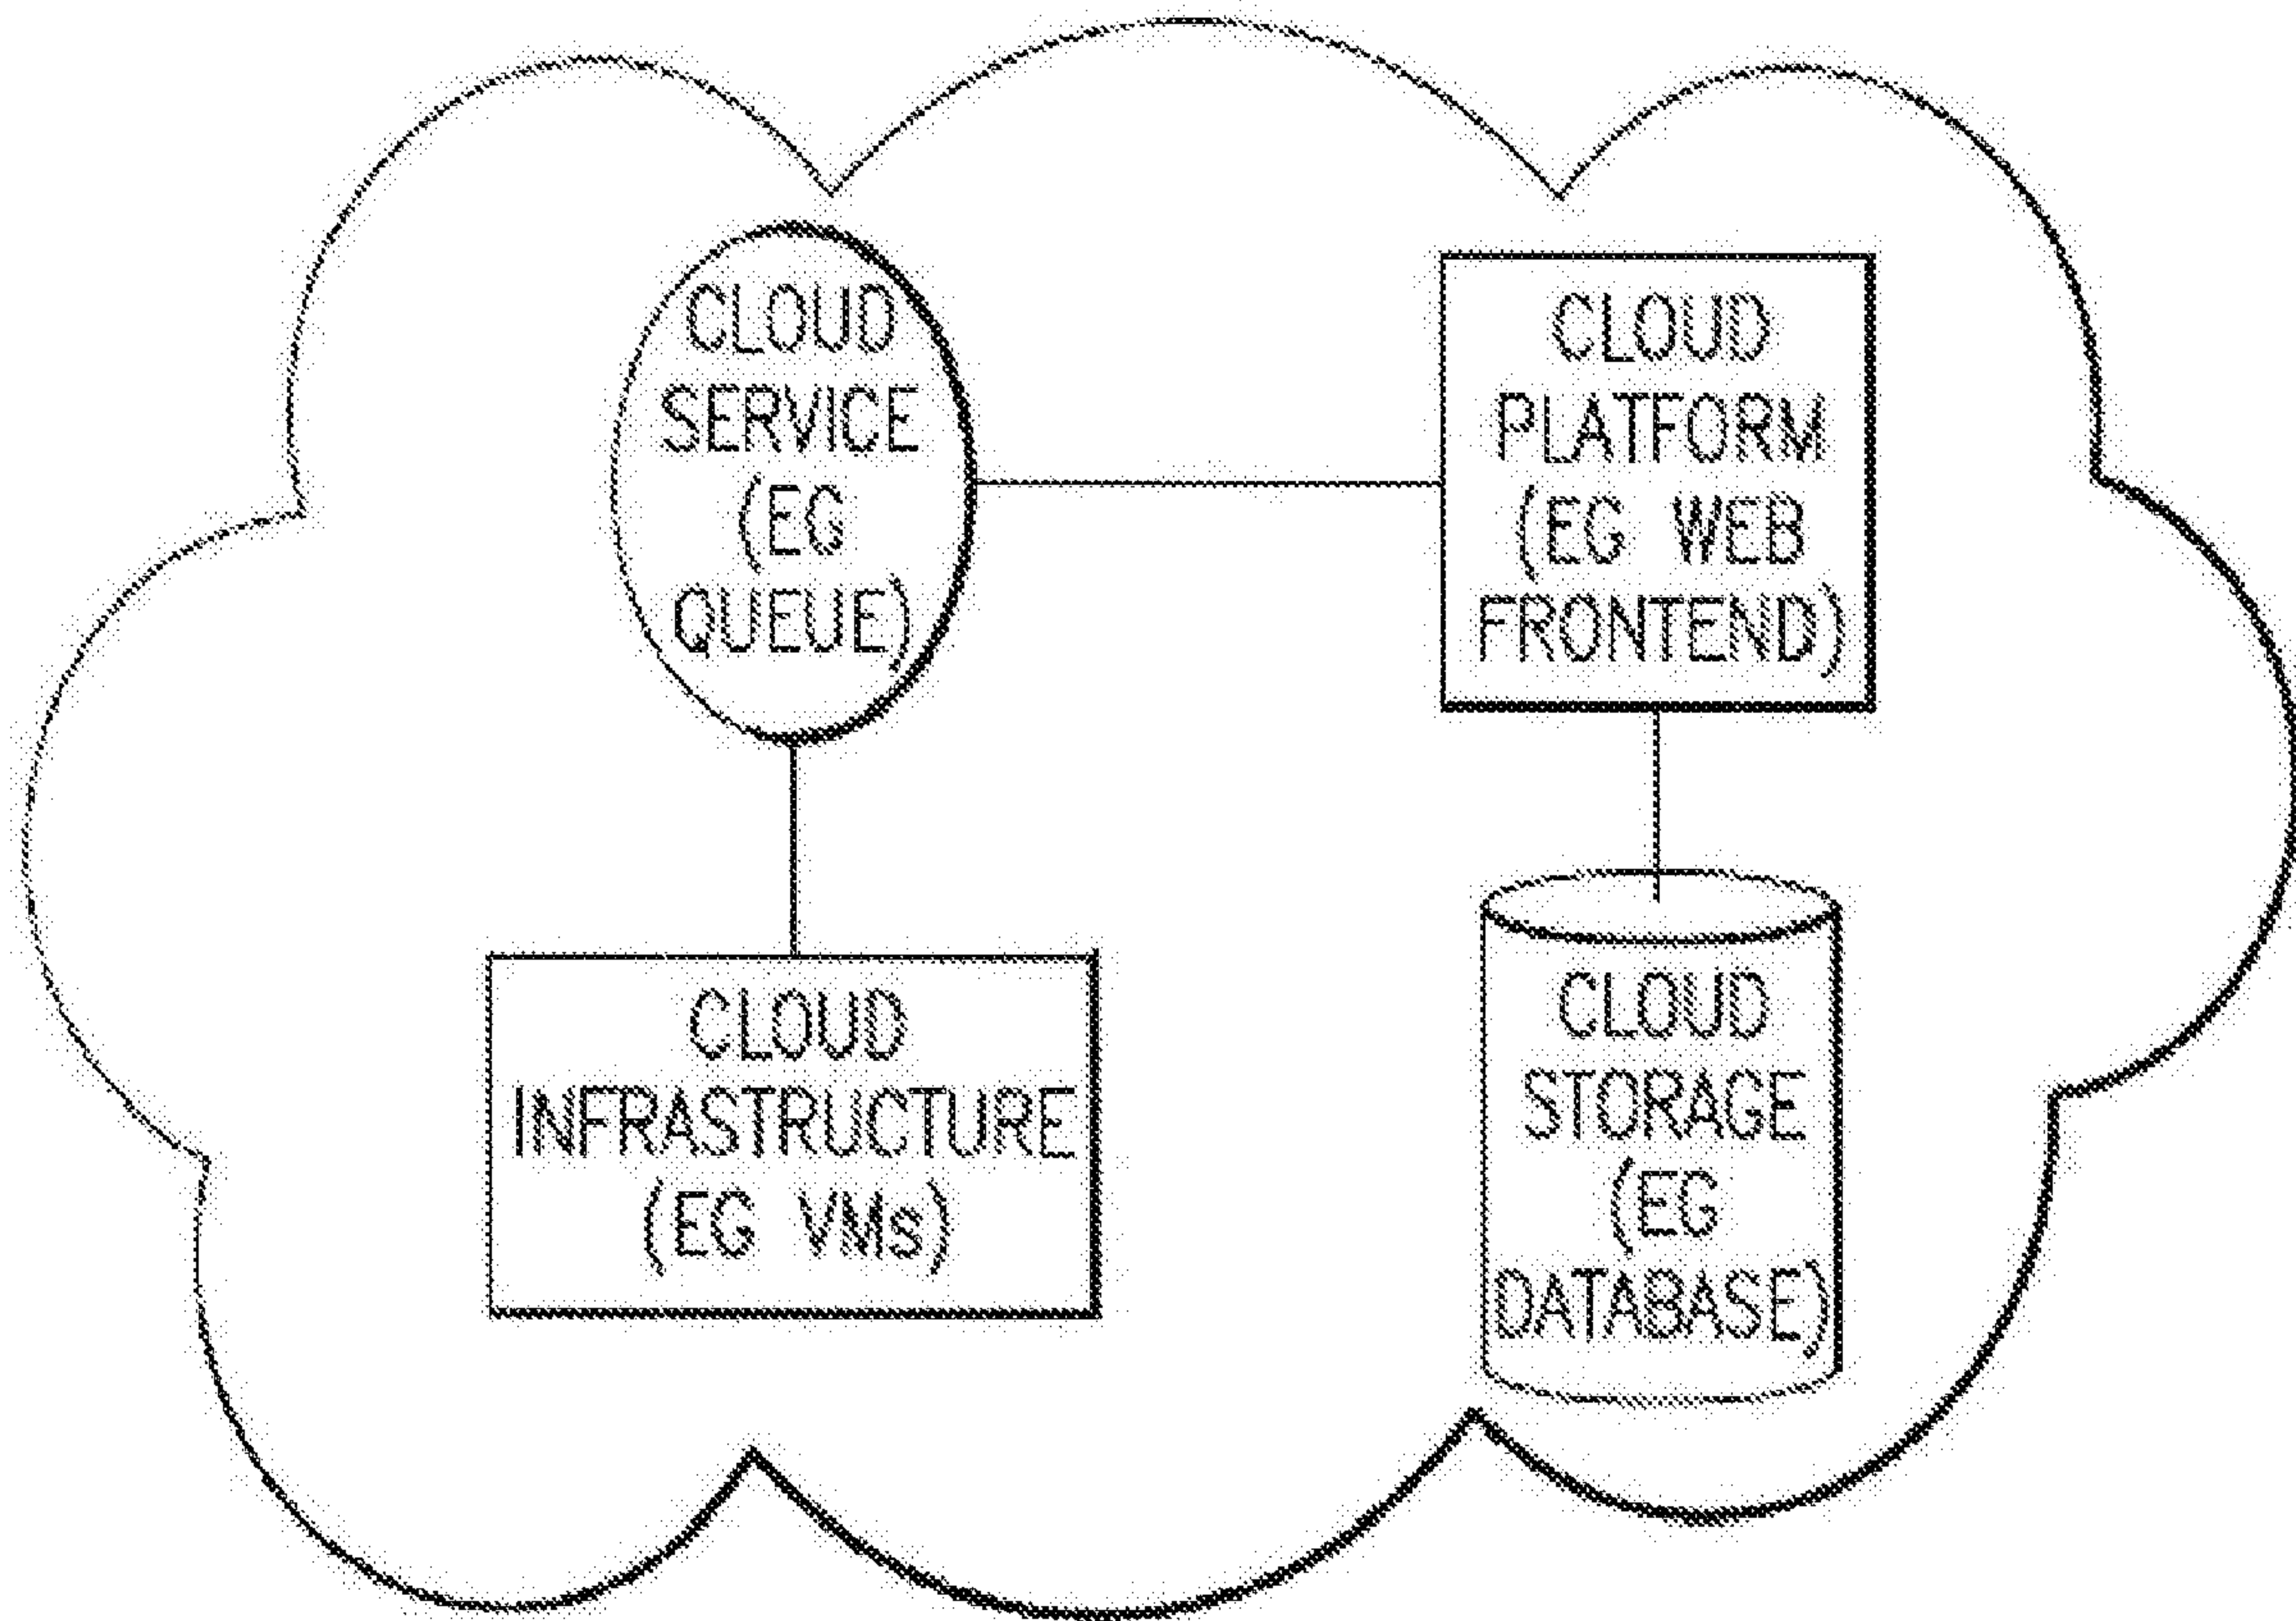 CLOUD
SERVICE
(EG
QUEUE)
CLOUD
PLATFORM
(EG WEB
FRONTEND)
CLOUD
INFRASTRUCTURE
(EG VMs)
CLOUD
STORAGE
(EG
DATABASE)